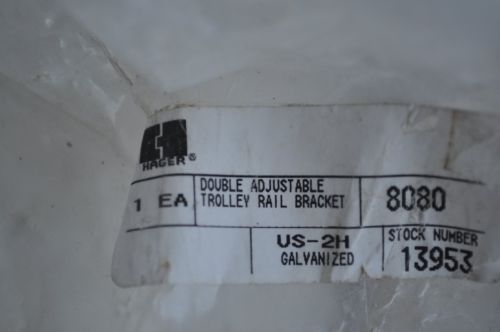 HAGER®
1 EA
DOUBLE ADJUSTABLE
TROLLEY RAIL BRACKET
8080
US-2H
GALVANIZED
STOCK NUMBER
13953